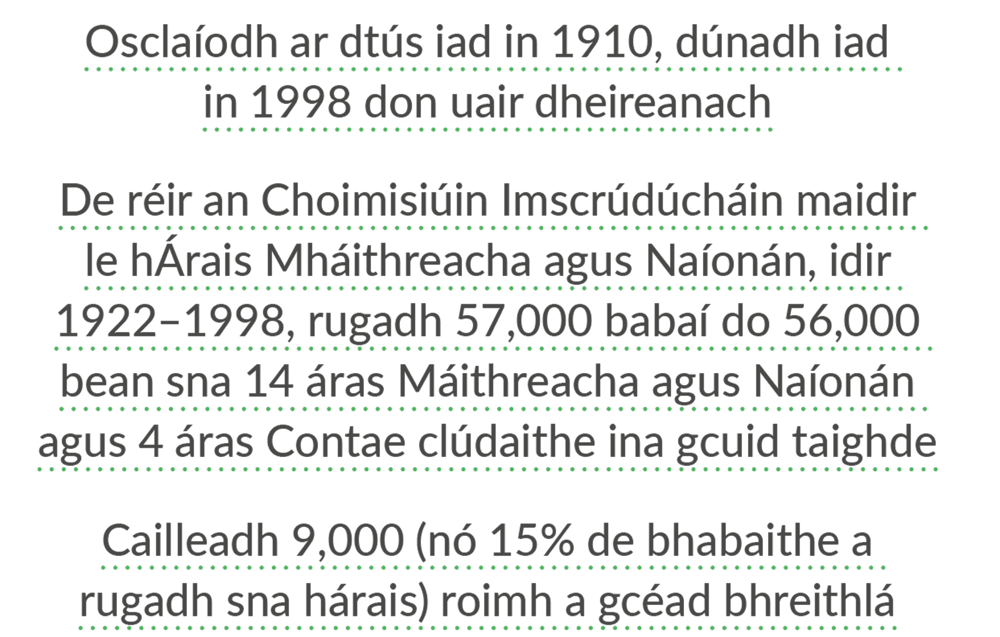 Osclaíodh ar dtús iad in 1910, dúnadh iad
in 1998 don uair dheireanach
De réir an Choimisiúin Imscrúdúcháin maidir
le hÁrais Mháithreacha agus Naíonán, idir
1922–1998, rugadh 57,000 babaí do 56,000
bean sna 14 áras Máithreacha agus Naíonán
agus 4 áras Contae clúdaithe ina gcuid taighde
Cailleadh 9,000 (nó 15% de bhabaithe a
rugadh sna hárais) roimh a gcéad bhreithlá